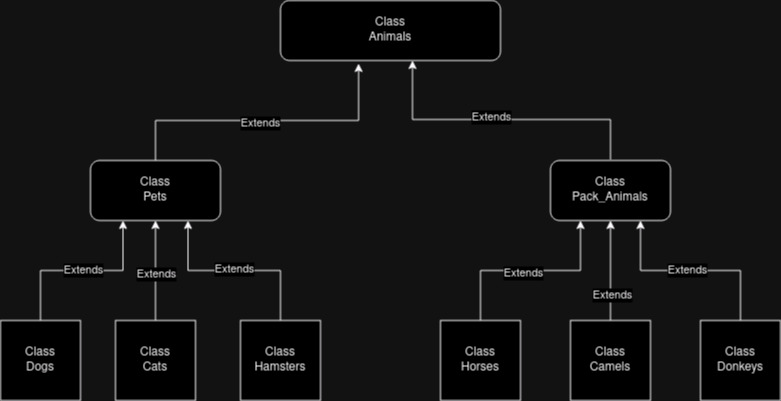 Class
Animals
Extends
Extends
Class
Pets
Class
Pack_Animals
Extends
Extends
Extends
Extends
Extends
Extends
Class
Dogs
Class
Cats
Class
Hamsters
Class
Horses
Class
Camels
Class
Donkeys